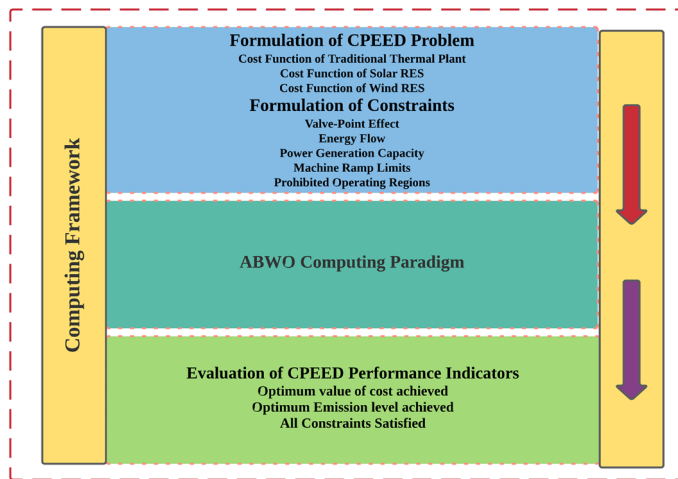 Computing Framework
Formulation of CPEED Problem
Cost Function of Traditional Thermal Plant
Cost Function of Solar RES
Cost Function of Wind RES
Formulation of Constraints
Valve-Point Effect
Energy Flow
Power Generation Capacity
Machine Ramp Limits
Prohibited Operating Regions
ABWO Computing Paradigm
Evaluation of CPEED Performance Indicators
Optimum value of cost achieved
Optimum Emission level achieved
All Constraints Satisfied